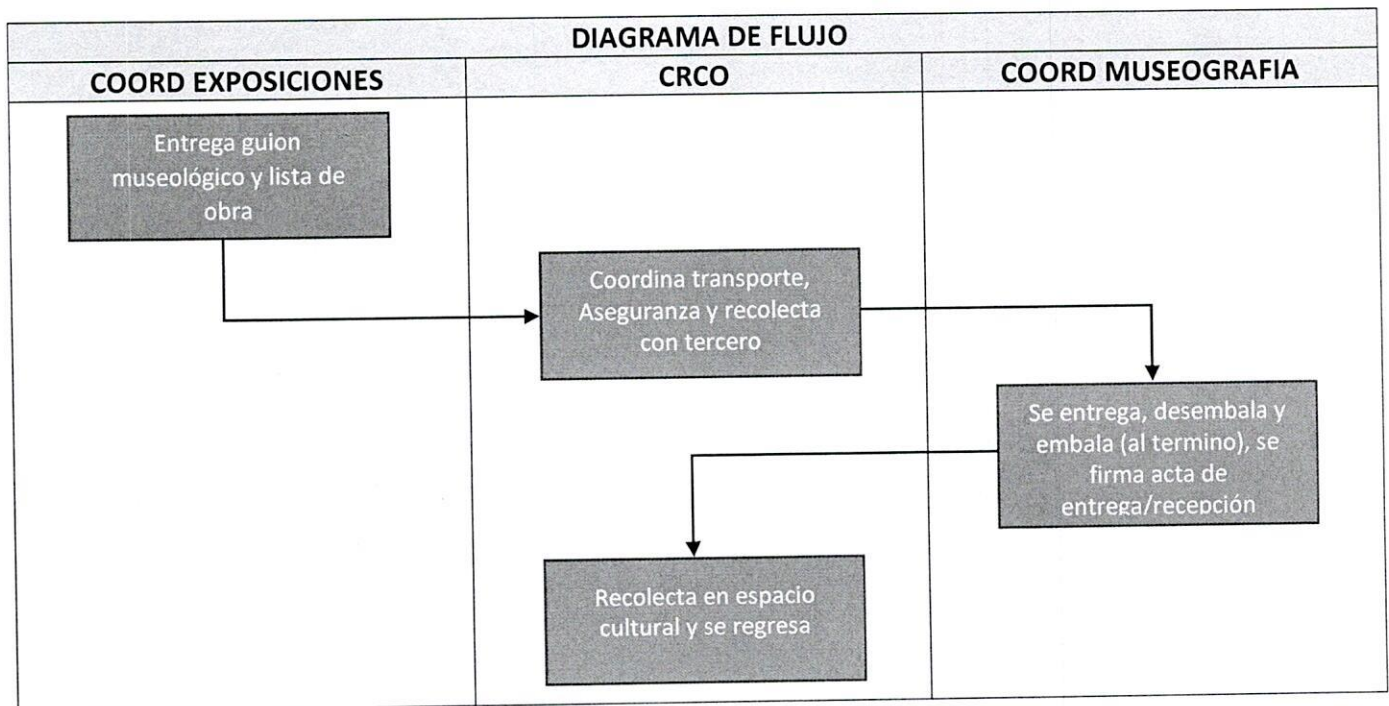 DIAGRAMA DE FLUJO
COORD EXPOSICIONES
CRCO
COORD MUSEOGRAFIA
Entrega guion
museológico y lista de
obra
Coordina transporte,
Aseguranza y recolecta
con tercero
Se entrega, desembala y
embala (al termino), se
firma acta de
entrega/recepción
Recolecta en espacio
cultural y se regresa